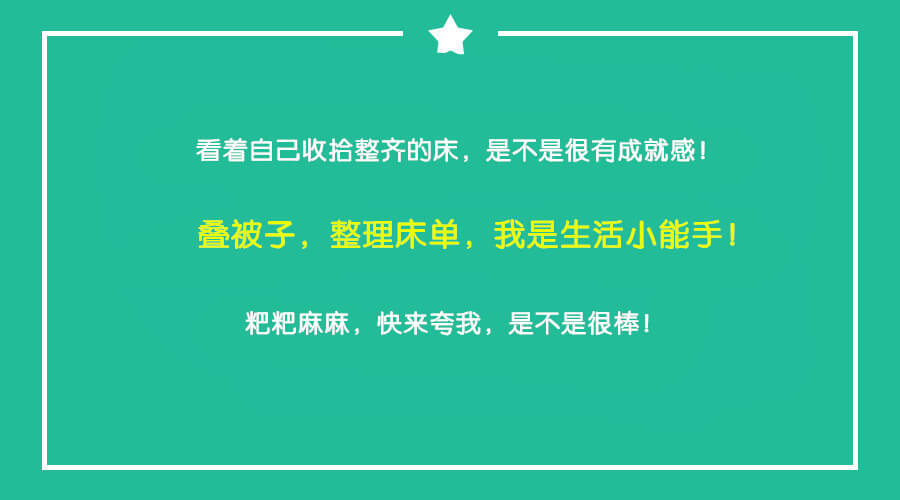 看着自己收拾整齐的床，是不是很有成就感！
叠被子，整理床单，我是生活小能手！
粑粑麻麻，快来夸我，是不是很棒！